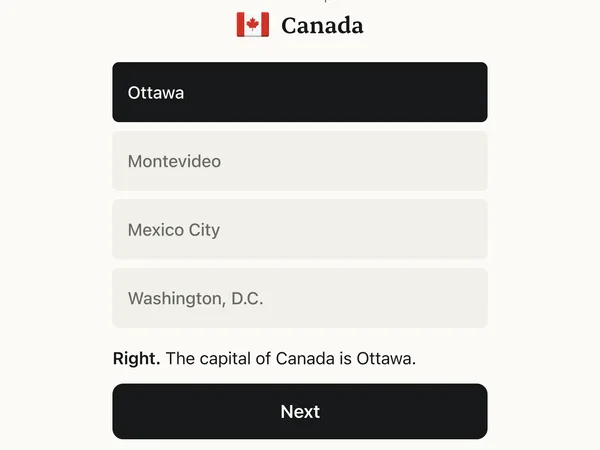 Canada
Ottawa
Montevideo
Mexico City
Washington, D.C.
Right. The capital of Canada is Ottawa.
Next